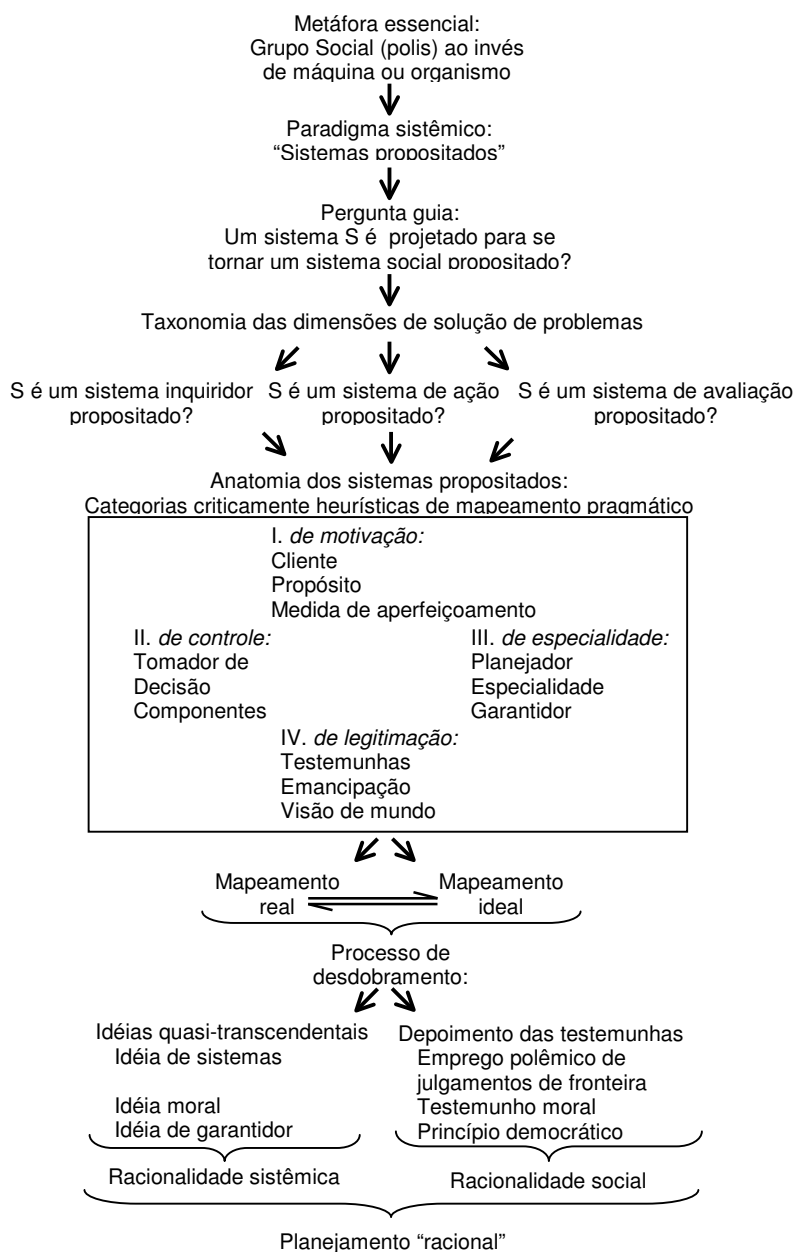 Metáfora essencial:
Grupo Social (polis) ao invés
de máquina ou organismo
Paradigma sistêmico:
“Sistemas propositados”
Pergunta guia:
Um sistema S é projetado para se
tornar um sistema social propositado?
Taxonomia das dimensões de solução de problemas
S é um sistema inquiridor
propositado?
S é um sistema de ação
propositado?
S é um sistema de avaliação
propositado?
Anatomia dos sistemas propositados:
Categorias criticamente heurísticas de mapeamento pragmático
I. de motivação:
Cliente
Propósito
Medida de aperfeiçoamento
II. de controle:
Tomador de
Decisão
Componentes
III. de especialidade:
Planejador
Especialidade
Garantidor
IV. de legitimação:
Testemunhas
Emancipação
Visão de mundo
Mapeamento
real
Mapeamento
ideal
Processo de
desdobramento:
Idéias quasi-transcendentais
Idéia de sistemas
Idéia moral
Idéia de garantidor
Depoimento das testemunhas
Emprego polêmico de
julgamentos de fronteira
Testemunho moral
Princípio democrático
Racionalidade sistêmica
Racionalidade social
Planejamento “racional”